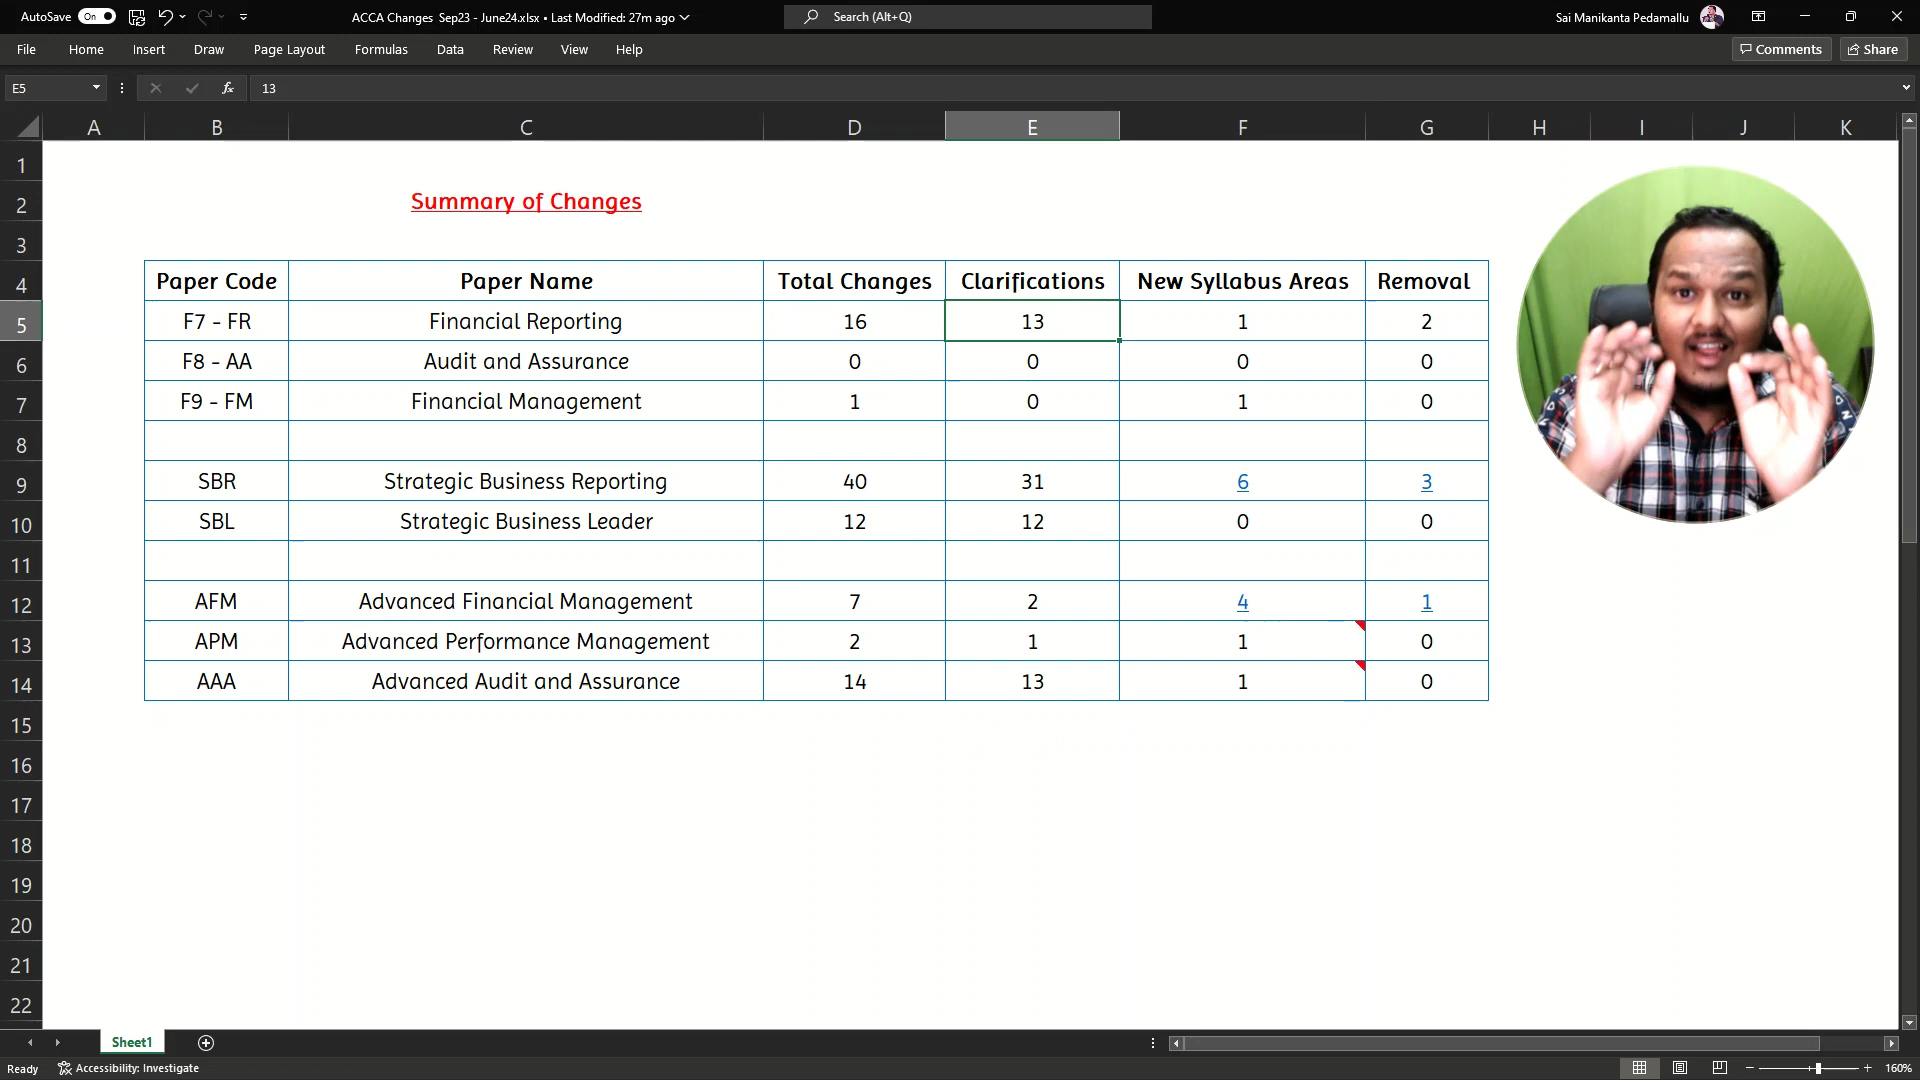 AutoSave On ACCA Changes Sep23 - June24.xlsx • Last Modified: 27m ago Search (Alt+Q) Sai Manikanta Pedamallu
File Home Insert Draw Page Layout Formulas Data Review View Help Comments Share
E5 fx 13
A B C D E F G H I J K
1
2 Summary of Changes
3
4 Paper Code Paper Name Total Changes Clarifications New Syllabus Areas Removal
5 F7 - FR Financial Reporting 16 13 1 2
6 F8 - AA Audit and Assurance 0 0 0 0
7 F9 - FM Financial Management 1 0 1 0
8
9 SBR Strategic Business Reporting 40 31 6 3
10 SBL Strategic Business Leader 12 12 0 0
11
12 AFM Advanced Financial Management 7 2 4 1
13 APM Advanced Performance Management 2 1 1 0
14 AAA Advanced Audit and Assurance 14 13 1 0
15
16
17
18
19
20
21
22
Sheet1
Ready Accessibility: Investigate 160%